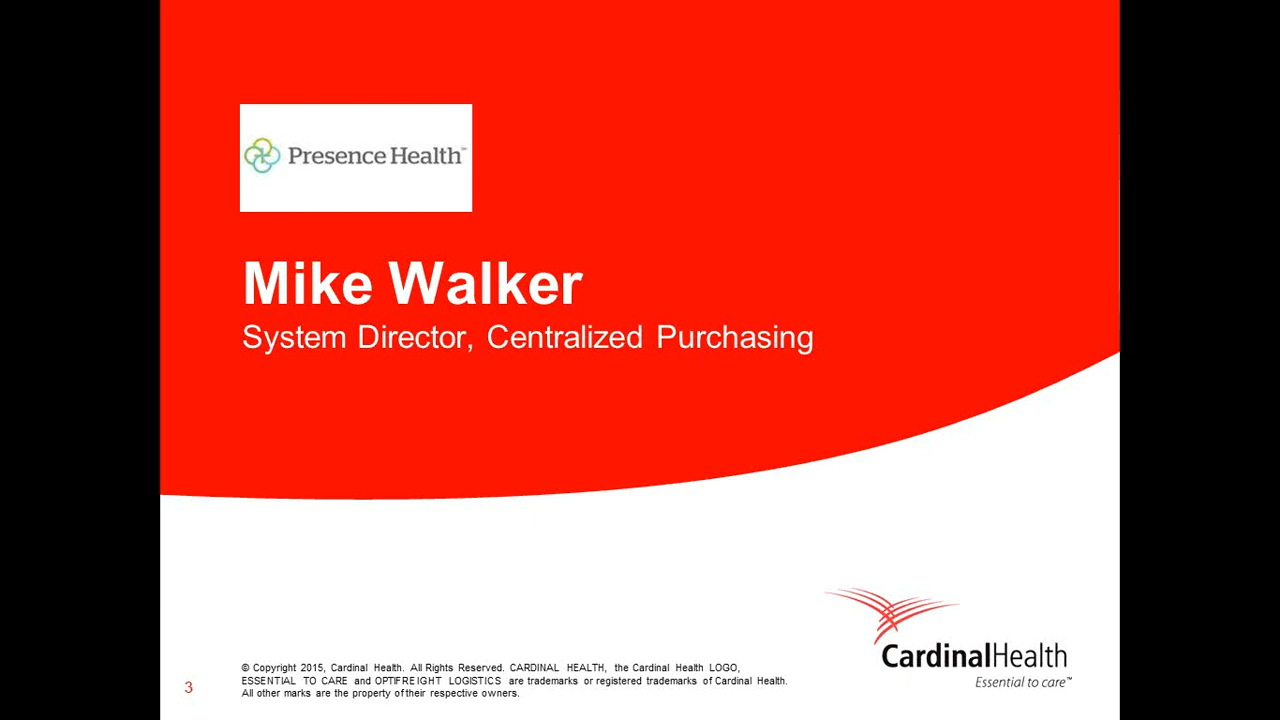 Presence Health
Mike Walker
System Director, Centralized Purchasing
CardinalHealth
Essential to care™
© Copyright 2015, Cardinal Health. All Rights Reserved. CARDINAL HEALTH, the Cardinal Health LOGO,
ESSENTIAL TO CARE and OPTIFREIGHT LOGISTICS are trademarks or registered trademarks of Cardinal Health.
All other marks are the property of their respective owners.
3